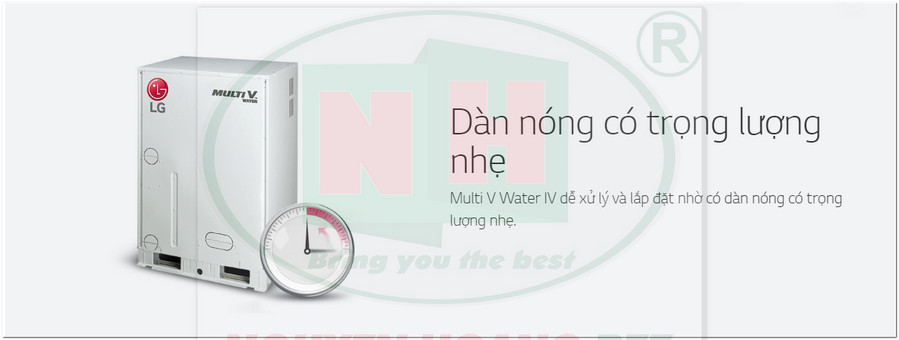 ®
NH
LG
MULTI V.
WATER
Dàn nóng có trọng lượng
nhẹ
Multi V Water IV dễ xử lý và lắp đặt nhờ có dàn nóng có trọng
lượng nhẹ.
Bring you the best